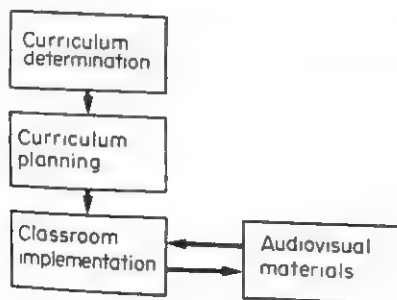 Curriculum
determination
Curriculum
planning
Classroom
implementation
Audiovisual
materials